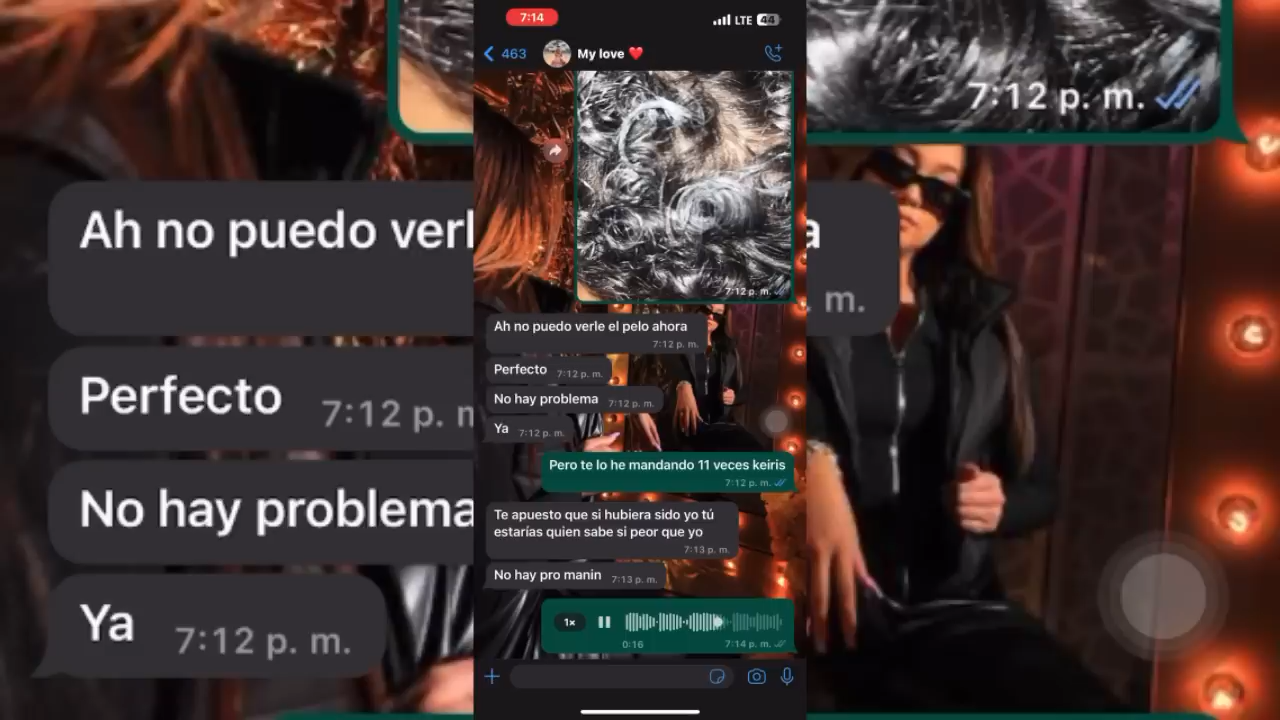 7:14
LTE 44
463
My love ❤️
7:12 p. m.
Ah no puedo verle el pelo ahora
7:12 p. m.
Perfecto 7:12 p. m.
No hay problema 7:12 p. m.
Ya 7:12 p. m.
Pero te lo he mandando 11 veces keiris
7:12 p. m.
Te apuesto que si hubiera sido yo tú
estarías quien sabe si peor que yo
7:13 p. m.
No hay pro manin 7:13 p. m.
1x
0:16 7:14 p. m.
7:12 p. m.
Ah no puedo verl
a
m.
Perfecto 7:12 p. m
No hay problema
Ya 7:12 p. m.